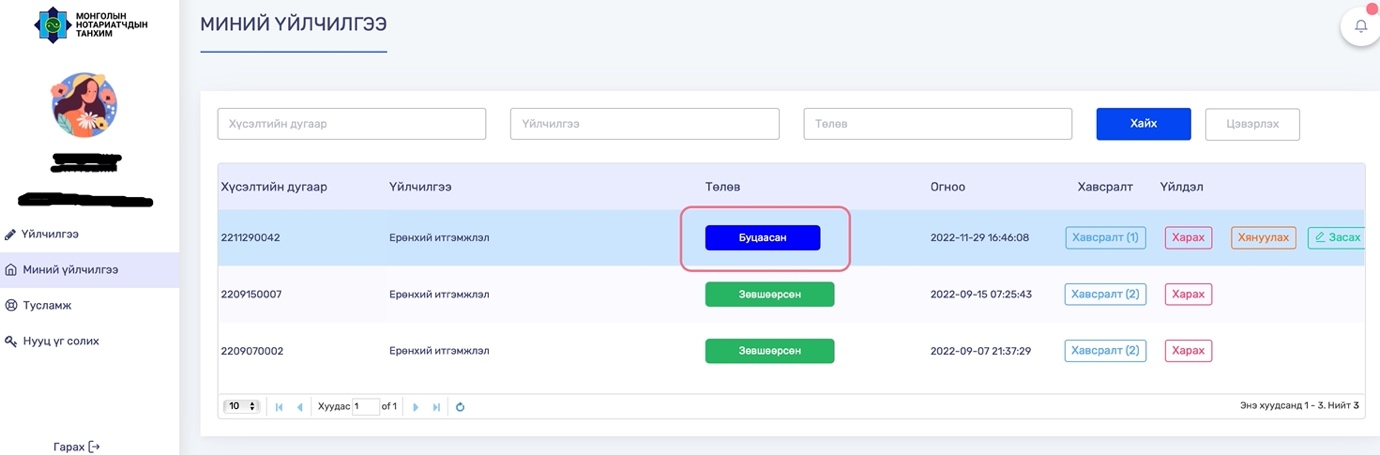 МОНГОЛЫН
НОТАРИАТЧДЫН
ТАНХИМ
МИНИЙ ҮЙЛЧИЛГЭЭ
Хүсэлтийн дугаар Үйлчилгээ Төлөв Хайх Цэвэрлэх
Хүсэлтийн дугаар Үйлчилгээ Төлөв Огноо Хавсралт Үйлдэл
2211290042 Ерөнхий итгэмжлэл Буцаасан 2022-11-29 16:46:08 Хавсралт (1) Харах Хянуулах Засах
2209150007 Ерөнхий итгэмжлэл Зөвшөөрсөн 2022-09-15 07:25:43 Хавсралт (2) Харах
2209070002 Ерөнхий итгэмжлэл Зөвшөөрсөн 2022-09-07 21:37:29 Хавсралт (2) Харах
10 Хуудас 1 of 1 Энэ хуудсанд 1 - 3. Нийт 3
Үйлчилгээ
Миний үйлчилгээ
Тусламж
Нууц үг солих
Гарах